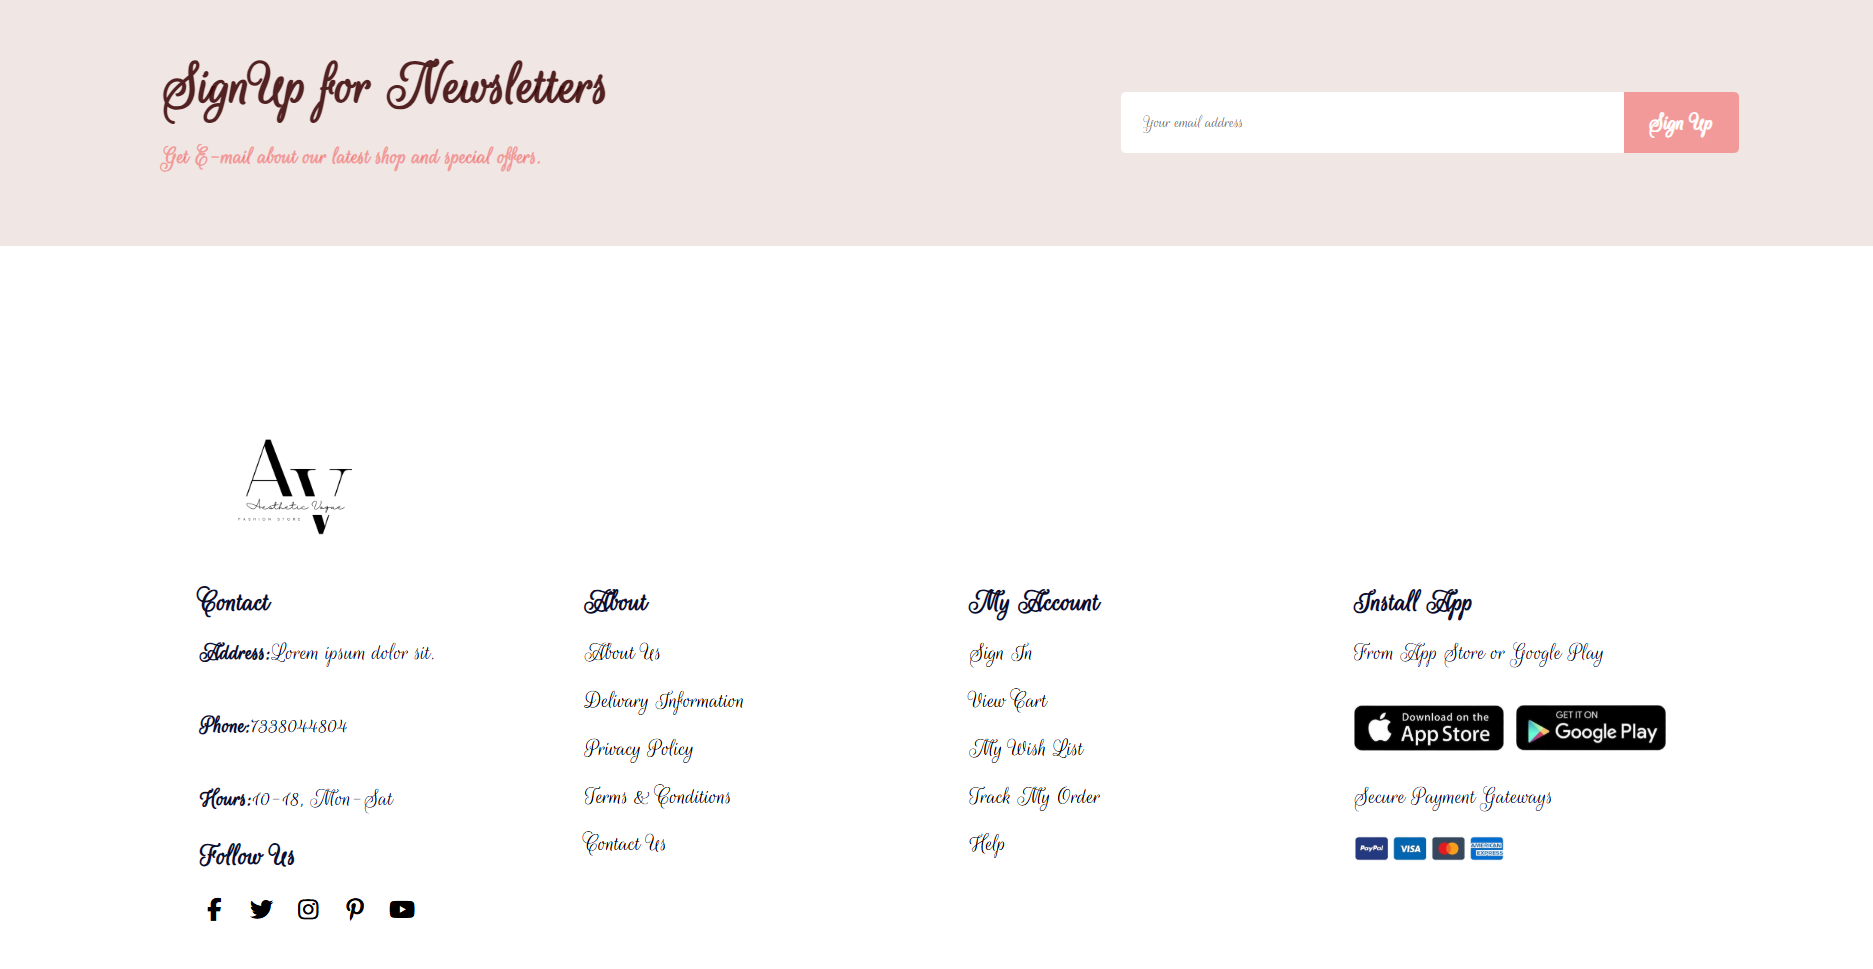 SignUp for Newsletters
Get E-mail about our latest shop and special offers.
Your email address
Sign Up
AV
Aesthetic Vogue
FASHION STORE
Contact
Address:Lorem ipsum dolor sit.
Phone:7338044804
Hours:10-18, Mon-Sat
Follow Us
About
About Us
Delivary Information
Privacy Policy
Terms & Conditions
Contact Us
My Account
Sign In
View Cart
My Wish List
Track My Order
Help
Install App
From App Store or Google Play
Download on the
App Store
GET IT ON
Google Play
Secure Payment Gateways
PayPal
VISA
AMERICAN
EXPRESS